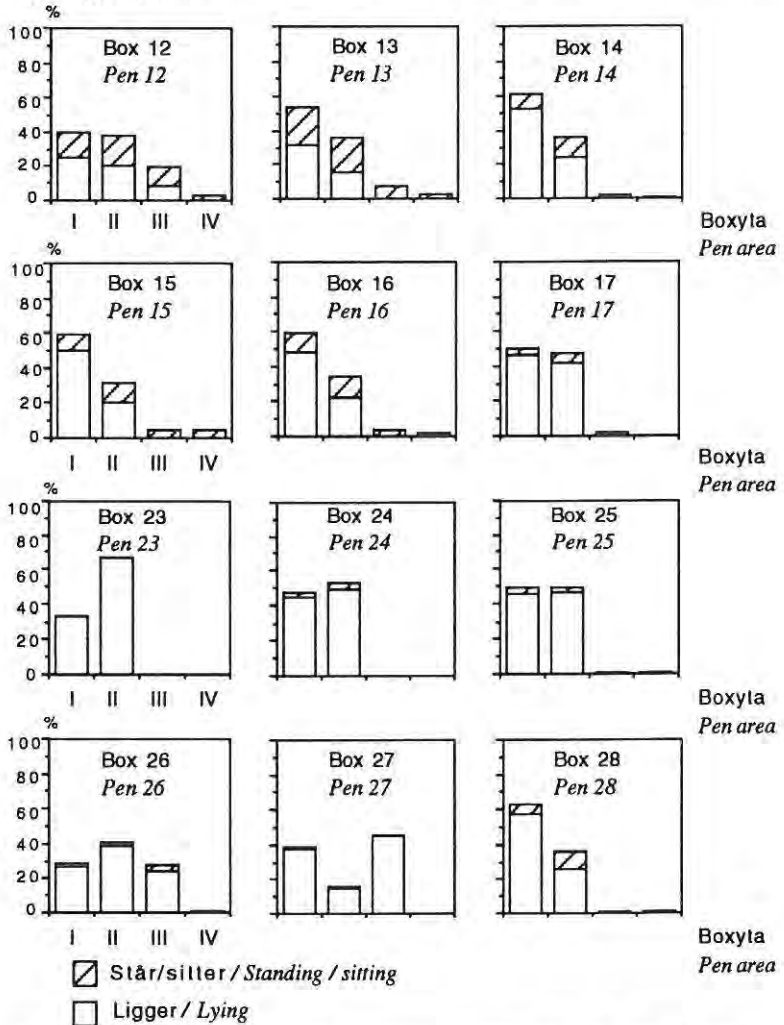 %
Box 12 Box 13 Box 14
Pen 12 Pen 13 Pen 14
100
80
60
40
20
0
I II III IV
Boxyta
Pen area
Box 15 Box 16 Box 17
Pen 15 Pen 16 Pen 17
%
100
80
60
40
20
0
I II III IV
Boxyta
Pen area
Box 23 Box 24 Box 25
Pen 23 Pen 24 Pen 25
%
100
80
60
40
20
0
I II III IV
Boxyta
Pen area
Box 26 Box 27 Box 28
Pen 26 Pen 27 Pen 28
%
100
80
60
40
20
0
I II III IV
Boxyta
Pen area
Står/sitter / Standing / sitting
Ligger / Lying